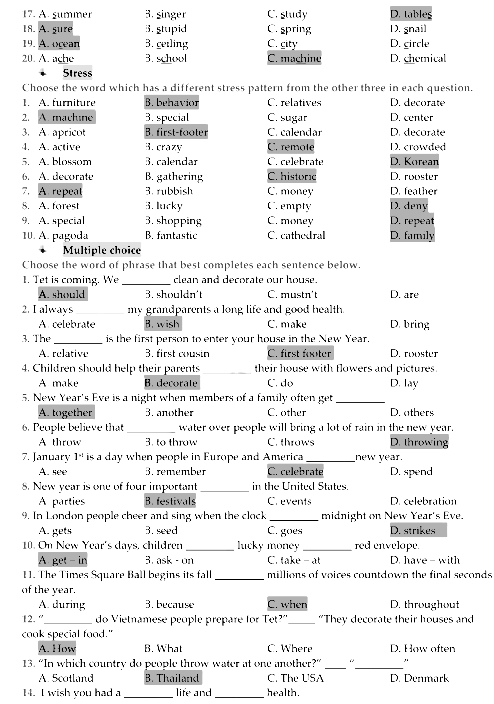 17. A. summer B. singer C. study D. tables
18. A. sure B. stupid C. spring D. snail
19. A. ocean B. ceiling C. city D. circle
20. A. ache B. school C. machine D. chemical
Stress
Choose the word which has a different stress pattern from the other three in each question.
1. A. furniture B. behavior C. relatives D. decorate
2. A. machine B. special C. sugar D. center
3. A. apricot B. first-footer C. calendar D. decorate
4. A. active B. crazy C. remote D. crowded
5. A. blossom B. calendar C. celebrate D. Korean
6. A. decorate B. gathering C. historic D. rooster
7. A. repeat B. rubbish C. money D. feather
8. A. forest B. lucky C. empty D. deny
9. A. special B. shopping C. money D. repeat
10. A. pagoda B. fantastic C. cathedral D. family
Multiple choice
Choose the word of phrase that best completes each sentence below.
1. Tet is coming. We __________ clean and decorate our house.
A. should B. shouldn't C. mustn't D. are
2. I always __________ my grandparents a long life and good health.
A. celebrate B. wish C. make D. bring
3. The __________ is the first person to enter your house in the New Year.
A. relative B. first cousin C. first footer D. rooster
4. Children should help their parents __________ their house with flowers and pictures.
A. make B. decorate C. do D. lay
5. New Year's Eve is a night when members of a family often get __________
A. together B. another C. other D. others
6. People believe that __________ water over people will bring a lot of rain in the new year.
A. throw B. to throw C. throws D. throwing
7. January 1st is a day when people in Europe and America __________new year.
A. see B. remember C. celebrate D. spend
8. New year is one of four important __________ in the United States.
A. parties B. festivals C. events D. celebration
9. In London people cheer and sing when the clock __________ midnight on New Year's Eve.
A. gets B. seed C. goes D. strikes
10. On New Year's days, children __________ lucky money __________ red envelope.
A. get – in B. ask - on C. take – at D. have – with
11. The Times Square Ball begins its fall __________ millions of voices countdown the final seconds
of the year.
A. during B. because C. when D. throughout
12. "__________ do Vietnamese people prepare for Tet?" _____ "They decorate their houses and
cook special food."
A. How B. What C. Where D. How often
13. "In which country do people throw water at one another?" ____ "__________"
A. Scotland B. Thailand C. The USA D. Denmark
14. I wish you had a __________ life and __________ health.